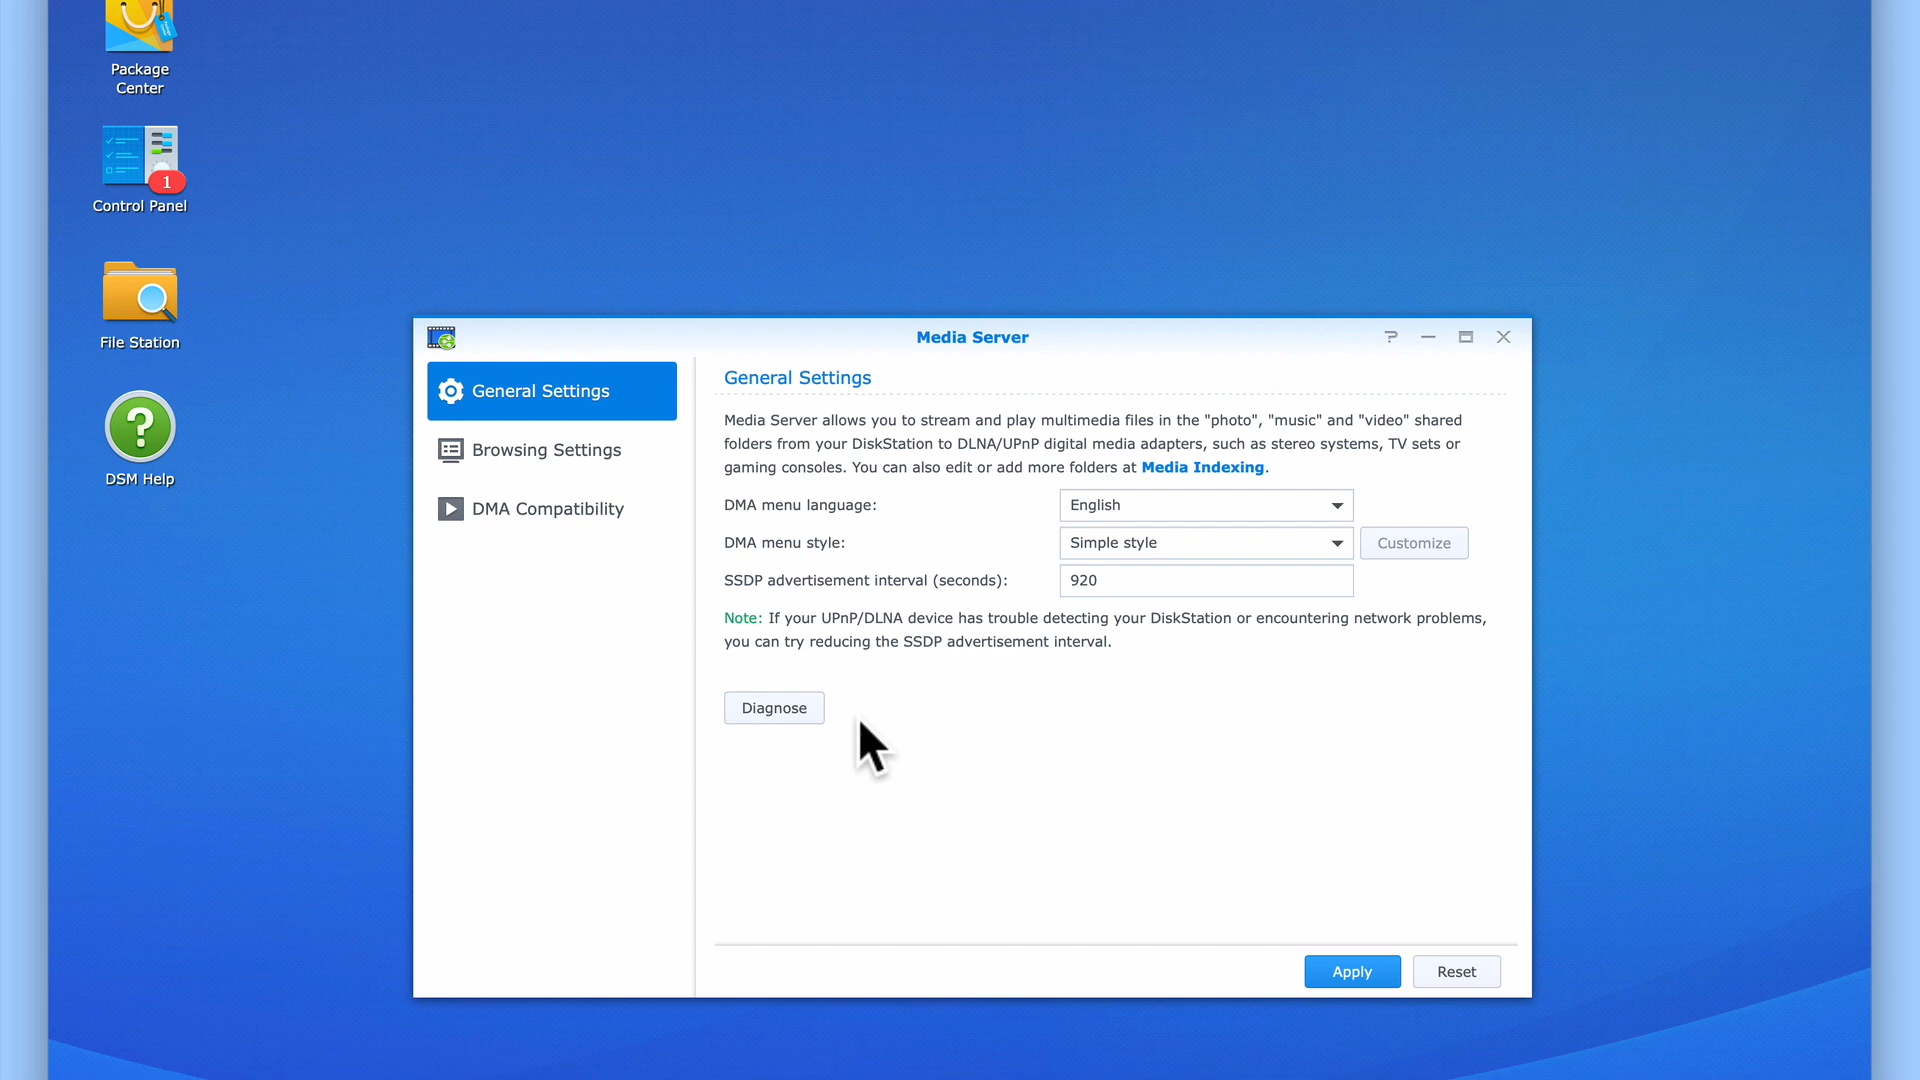 Package
Center
1
Control Panel
File Station
?
DSM Help
Media Server
General Settings
Browsing Settings
DMA Compatibility
General Settings
Media Server allows you to stream and play multimedia files in the "photo", "music" and "video" shared
folders from your DiskStation to DLNA/UPnP digital media adapters, such as stereo systems, TV sets or
gaming consoles. You can also edit or add more folders at Media Indexing.
DMA menu language: English
DMA menu style: Simple style Customize
SSDP advertisement interval (seconds): 920
Note: If your UPnP/DLNA device has trouble detecting your DiskStation or encountering network problems,
you can try reducing the SSDP advertisement interval.
Diagnose
Apply Reset